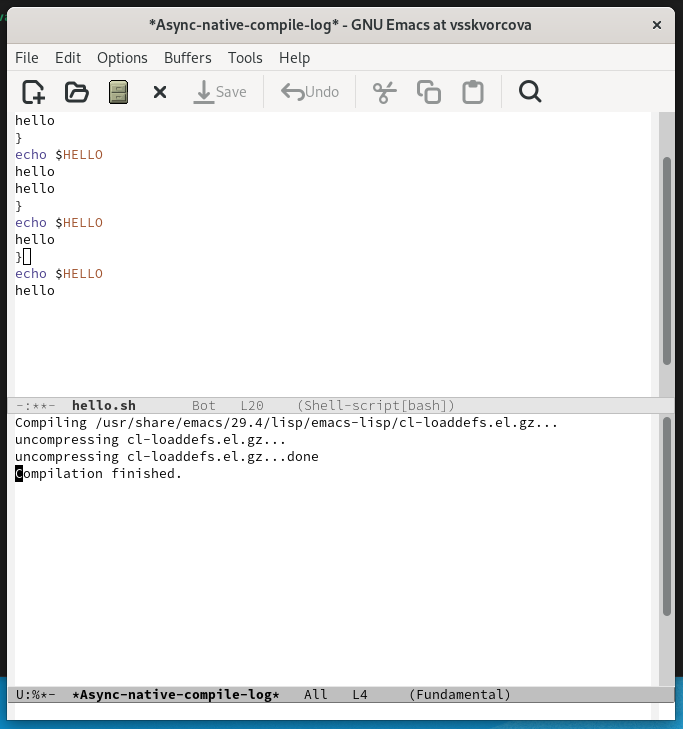 *Async-native-compile-log* - GNU Emacs at vsskvorcova
File Edit Options Buffers Tools Help
Save Undo
hello
}
echo $HELLO
hello
hello
}
echo $HELLO
hello
}
echo $HELLO
hello
-:**- hello.sh Bot L20 (Shell-script[bash])
Compiling /usr/share/emacs/29.4/lisp/emacs-lisp/cl-loaddefs.el.gz...
uncompressing cl-loaddefs.el.gz...
uncompressing cl-loaddefs.el.gz...done
Compilation finished.
U:%*- *Async-native-compile-log* All L4 (Fundamental)